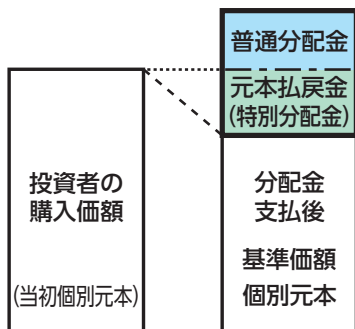 普通分配金
元本払戻金
(特別分配金)
投資者の
購入価額
(当初個別元本)
分配金
支払後
基準価額
個別元本